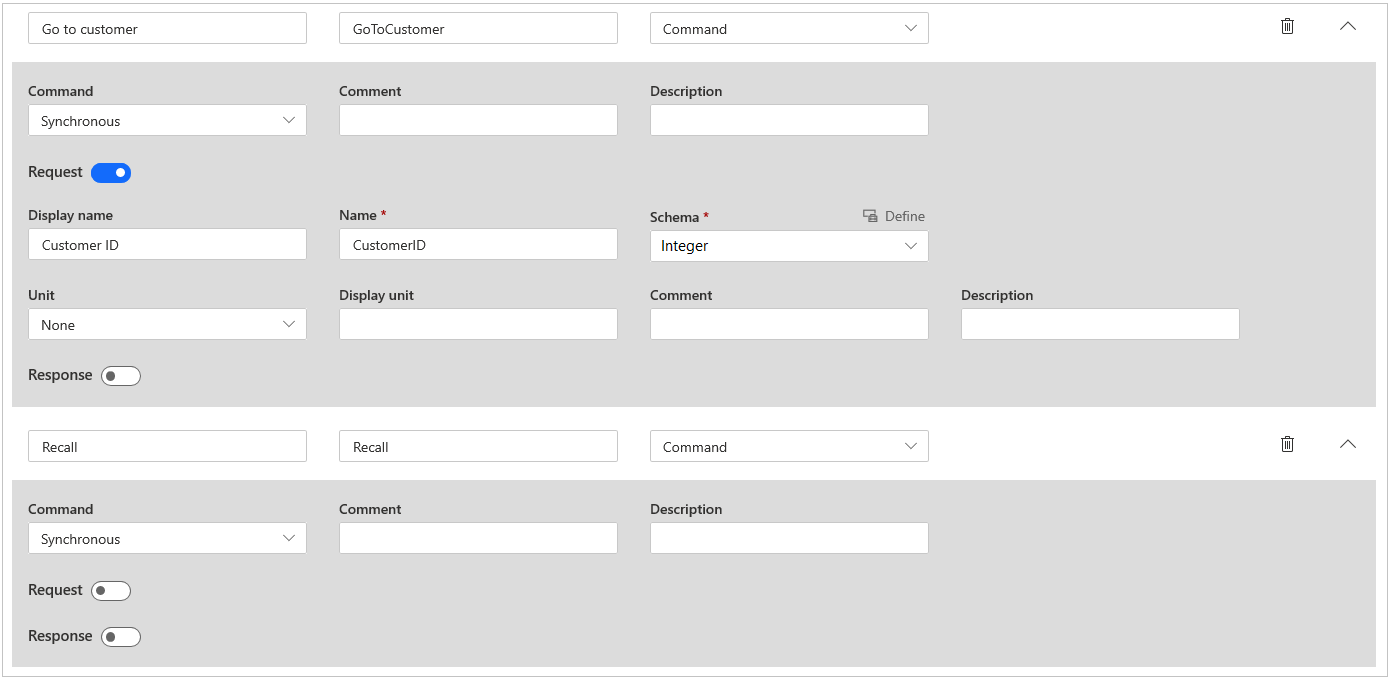 Go to customer GoToCustomer Command
Command Comment Description
Synchronous
Request
Display name Name * Schema * Define
Customer ID CustomerID Integer
Unit Display unit Comment Description
None
Response
Recall Recall Command
Command Comment Description
Synchronous
Request
Response